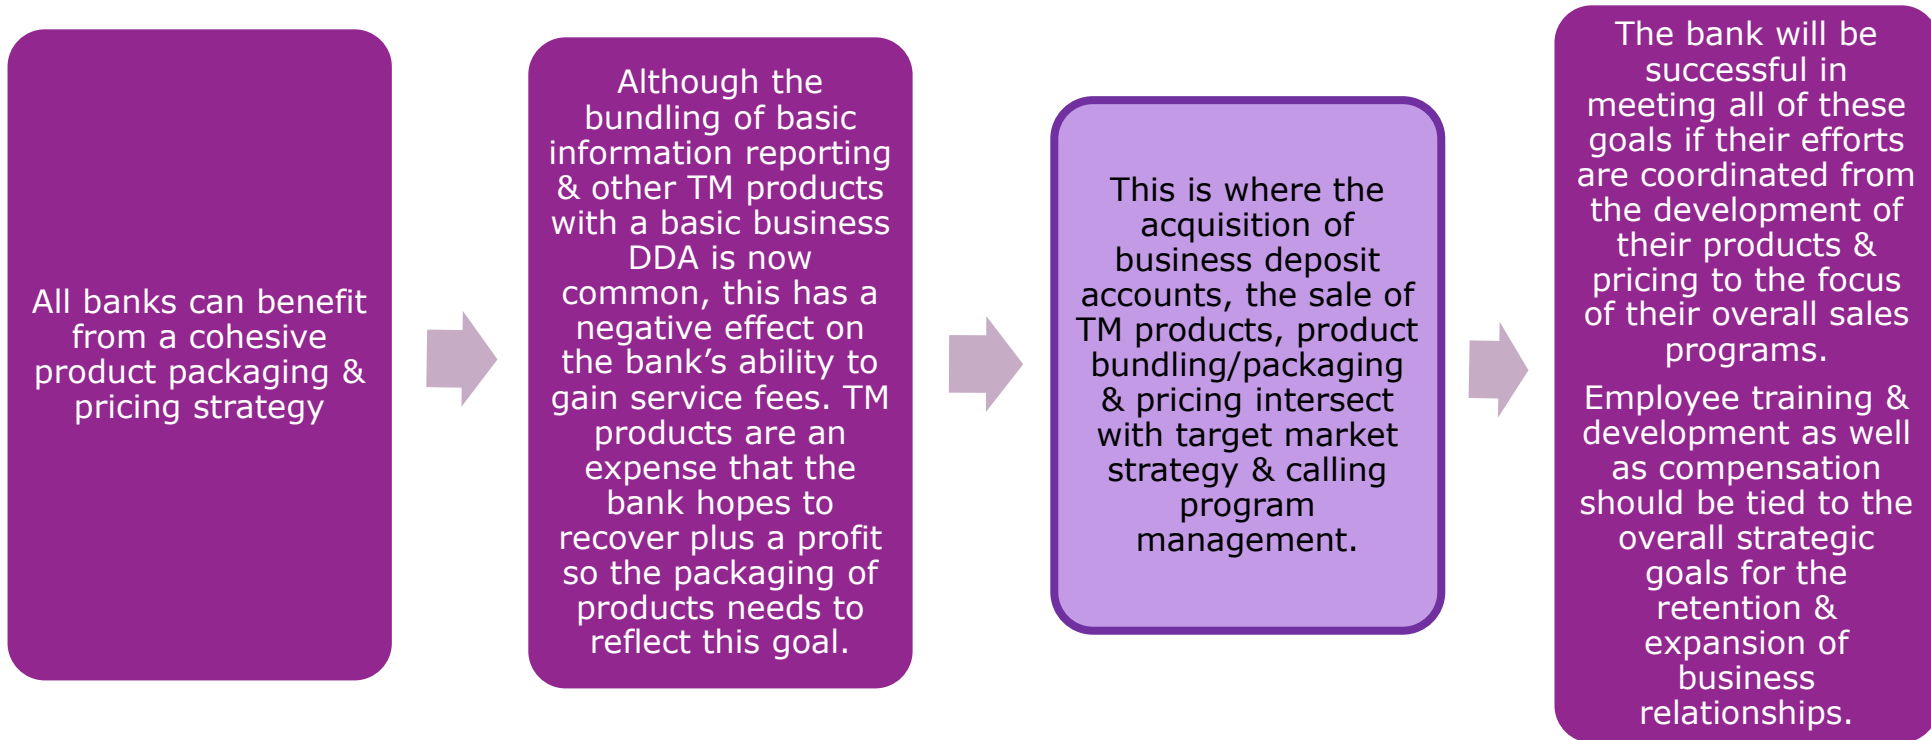 All banks can benefit
from a cohesive
product packaging &
pricing strategy
Although the
bundling of basic
information reporting
& other TM products
with a basic business
DDA is now
common, this has a
negative effect on
the bank’s ability to
gain service fees. TM
products are an
expense that the
bank hopes to
recover plus a profit
so the packaging of
products needs to
reflect this goal.
This is where the
acquisition of
business deposit
accounts, the sale of
TM products, product
bundling/packaging
& pricing intersect
with target market
strategy & calling
program
management.
The bank will be
successful in
meeting all of these
goals if their efforts
are coordinated from
the development of
their products &
pricing to the focus
of their overall sales
programs.
Employee training &
development as well
as compensation
should be tied to the
overall strategic
goals for the
retention &
expansion of
business
relationships.